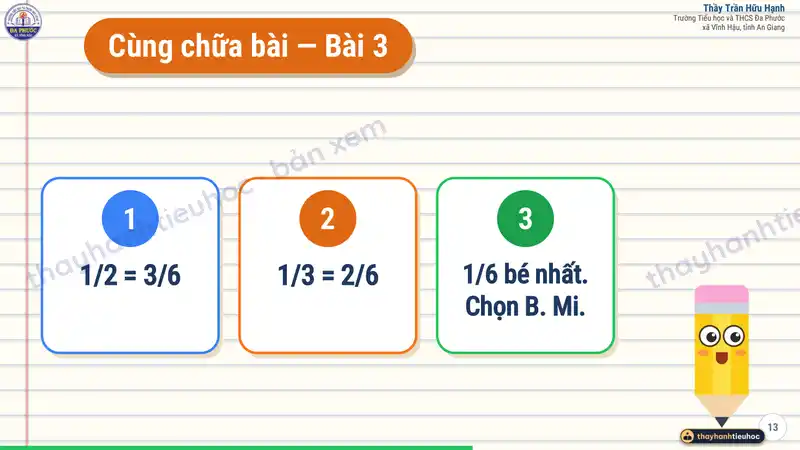 Thầy Trần Hữu Hạnh
Trường Tiểu học và THCS Đa Phước
xã Vĩnh Hậu, tỉnh An Giang
ĐA PHƯỚC
Cùng chữa bài – Bài 3
thayhanhtieuhoc - bản xem
1
1/2 = 3/6
2
1/3 = 2/6
3
1/6 bé nhất.
Chọn B. Mi.
thayhanhtie
13
thayhanhtieuhoc